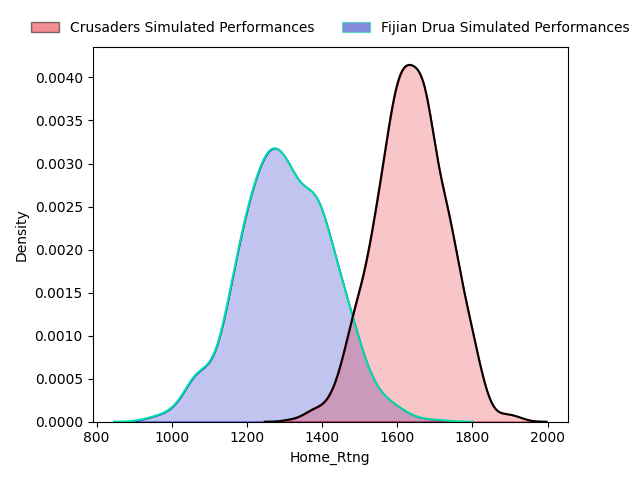 Crusaders Simulated Performances
Fijian Drua Simulated Performances
0.0040
0.0035
0.0030
0.0025
0.0020
0.0015
0.0010
0.0005
0.0000
Density
800 1000 1200 1400 1600 1800 2000
Home_Rtng